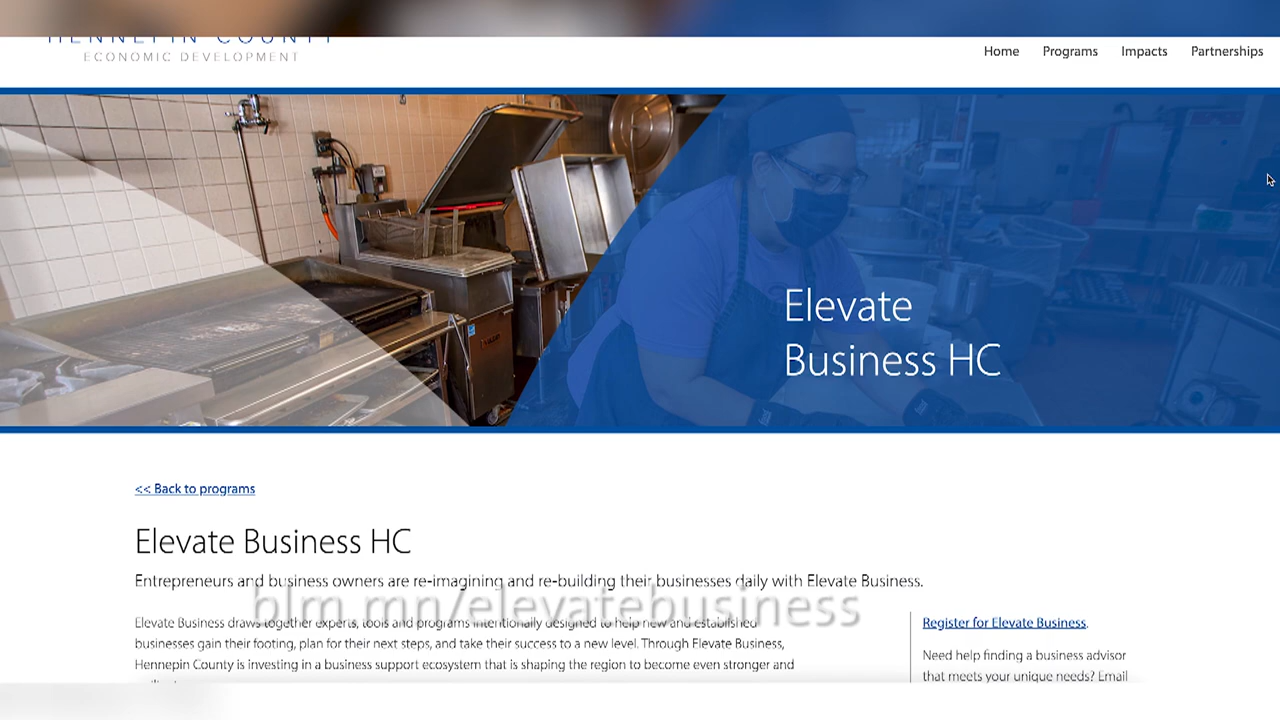 HENNEPIN COUNTY
ECONOMIC DEVELOPMENT
Home Programs Impacts Partnerships
Elevate
Business HC
<< Back to programs
Elevate Business HC
Entrepreneurs and business owners are re-imagining and re-building their businesses daily with Elevate Business.
blm.mn/elevatebusiness
Elevate Business draws together experts, tools and programs intentionally designed to help new and established
businesses gain their footing, plan for their next steps, and take their success to a new level. Through Elevate Business,
Hennepin County is investing in a business support ecosystem that is shaping the region to become even stronger and
Register for Elevate Business.
Need help finding a business advisor
that meets your unique needs? Email